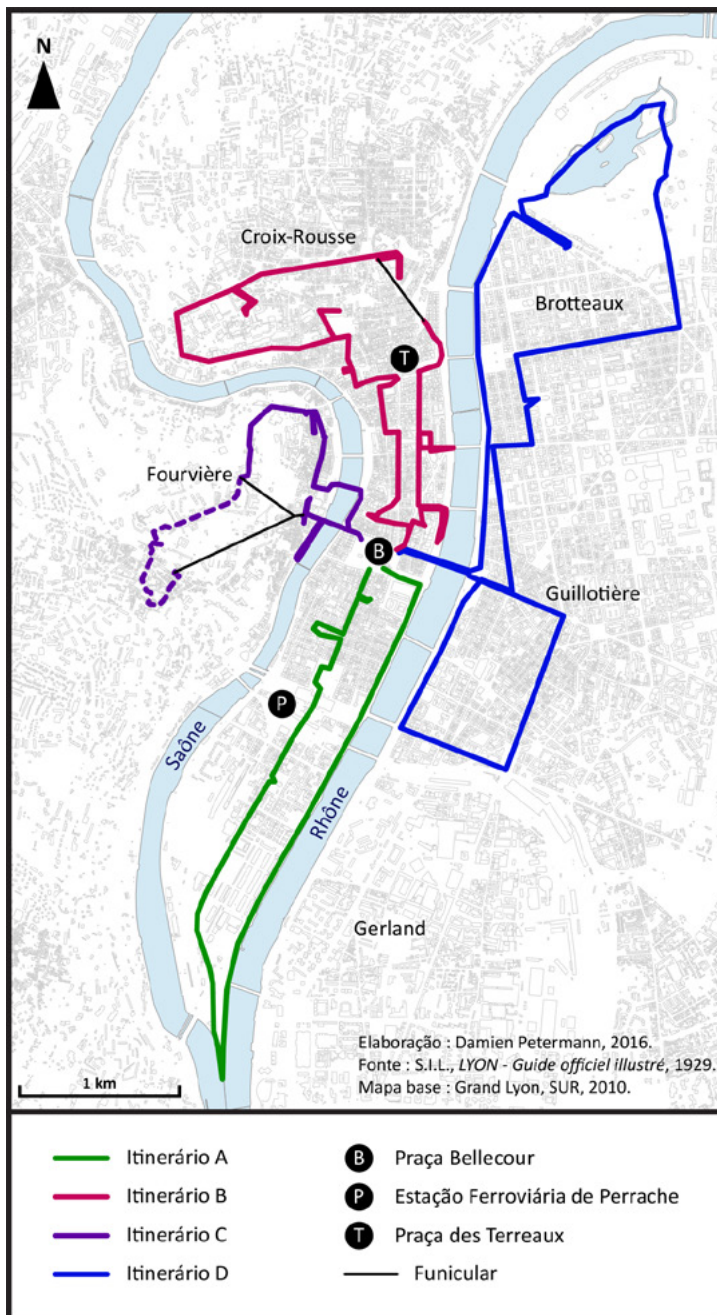 N
Croix-Rousse
Brotteaux
T
Fourvière
B
Guillotière
P
Saône
Rhône
Gerland
Elaboração : Damien Petermann, 2016.
Fonte : S.I.L., LYON - Guide officiel illustré, 1929.
Mapa base : Grand Lyon, SUR, 2010.
1 km
Itinerário A
Itinerário B
Itinerário C
Itinerário D
B Praça Bellecour
P Estação Ferroviária de Perrache
T Praça des Terreaux
Funicular